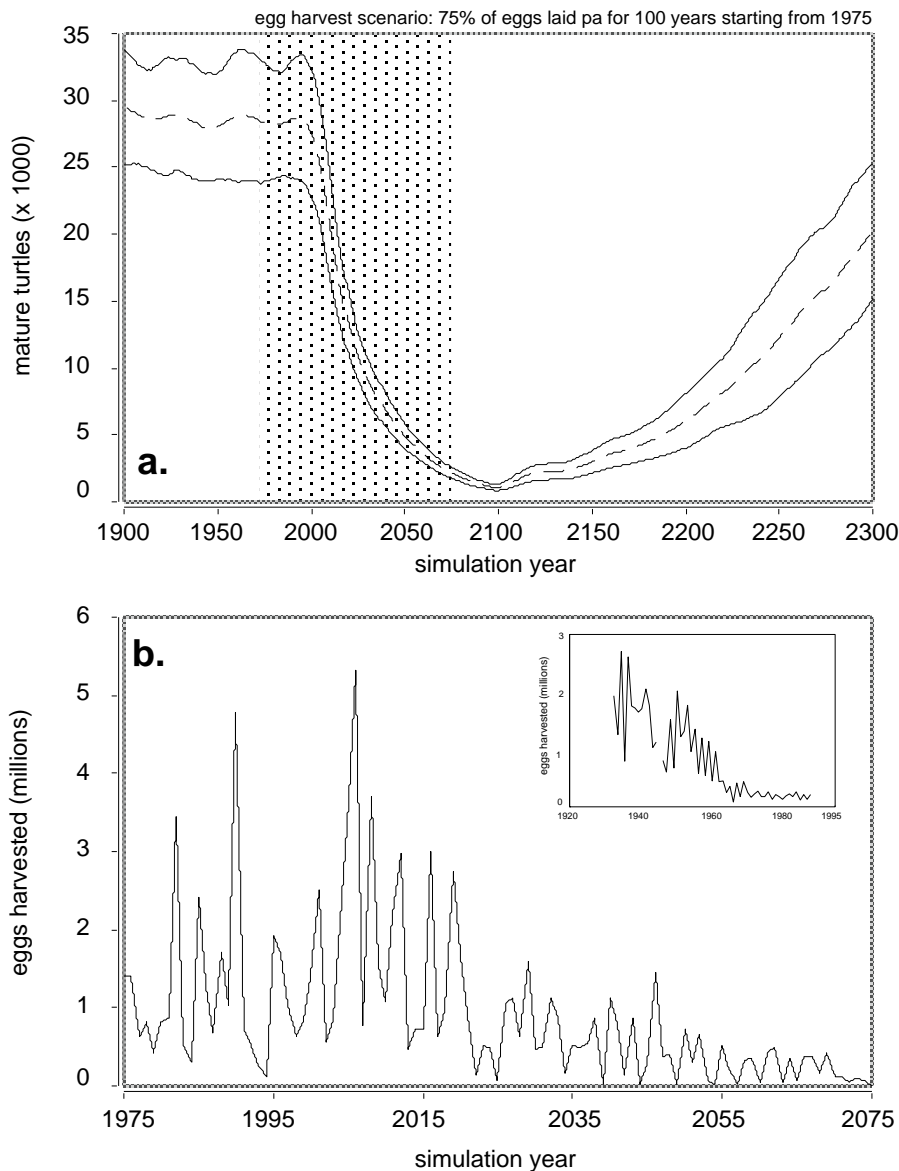 egg harvest scenario: 75% of eggs laid pa for 100 years starting from 1975
35
30
25
20
15
10
5
0
mature turtles (x 1000)
a.
1900 1950 2000 2050 2100 2150 2200 2250 2300
simulation year
6
5
4
3
2
1
0
eggs harvested (millions)
b.
3
2
1
0
eggs harvested (millions)
1920 1940 1960 1980 1995
1975 1995 2015 2035 2055 2075
simulation year